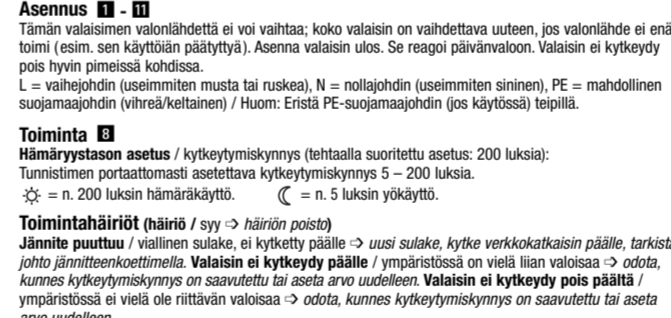 Asennus 1 - 11
Tämän valaisimen valonlähdettä ei voi vaihtaa; koko valaisin on vaihdettava uuteen, jos valonlähde ei enä
toimi (esim. sen käyttöiän päätyttyä). Asenna valaisin ulos. Se reagoi päivänvaloon. Valaisin ei kytkeydy
pois hyvin pimeissä kohdissa.
L = vaihejohdin (useimmiten musta tai ruskea), N = nollajohdin (useimmiten sininen), PE = mahdollinen
suojamaajohdin (vihreä/keltainen) / Huom: Eristä PE-suojamaajohdin (jos käytössä) teipillä.
Toiminta 8
Hämäryystason asetus / kytkeytymiskynnys (tehtaalla suoritettu asetus: 200 luksia):
Tunnistimen portaattomasti asetettava kytkeytymiskynnys 5 – 200 luksia.
☼ = n. 200 luksin hämäräkäyttö. ☾ = n. 5 luksin yökäyttö.
Toimintahäiriöt (häiriö / syy ➩ häiriön poisto)
Jännite puuttuu / viallinen sulake, ei kytketty päälle ➩ uusi sulake, kytke verkkokatkaisin päälle, tarkista
johto jännitteenkoettimella. Valaisin ei kytkeydy päälle / ympäristössä on vielä liian valoisaa ➩ odota,
kunnes kytkeytymiskynnys on saavutettu tai aseta arvo uudelleen. Valaisin ei kytkeydy pois päältä /
ympäristössä ei vielä ole riittävän valoisaa ➩ odota, kunnes kytkeytymiskynnys on saavutettu tai aseta
arvo uudelleen.